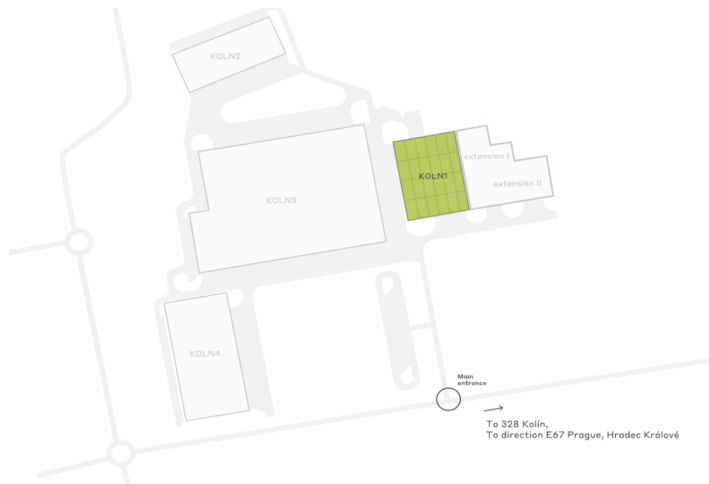 KOLN2
extension I
KOLN1
extension II
KOLN3
KOLN4
Main
entrance
To 328 Kolín,
To direction E67 Prague, Hradec Králové